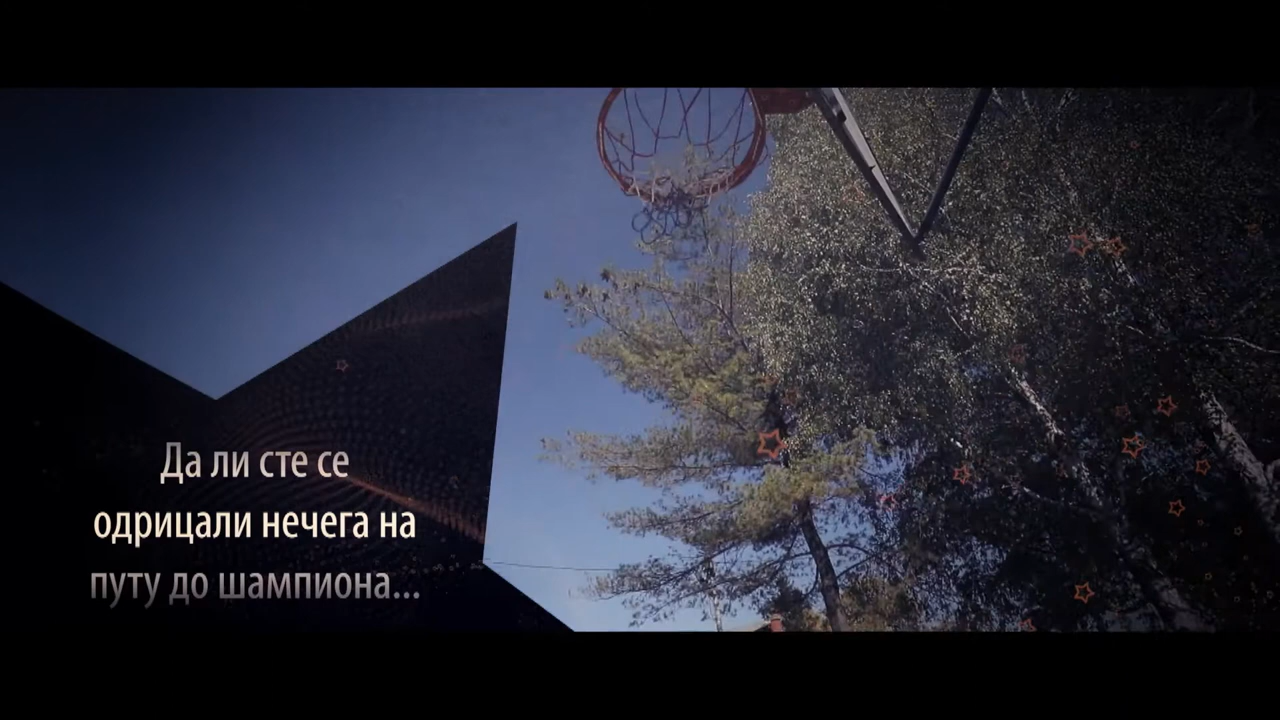 Да ли сте се
одрицали нечега на
путу до шампиона...